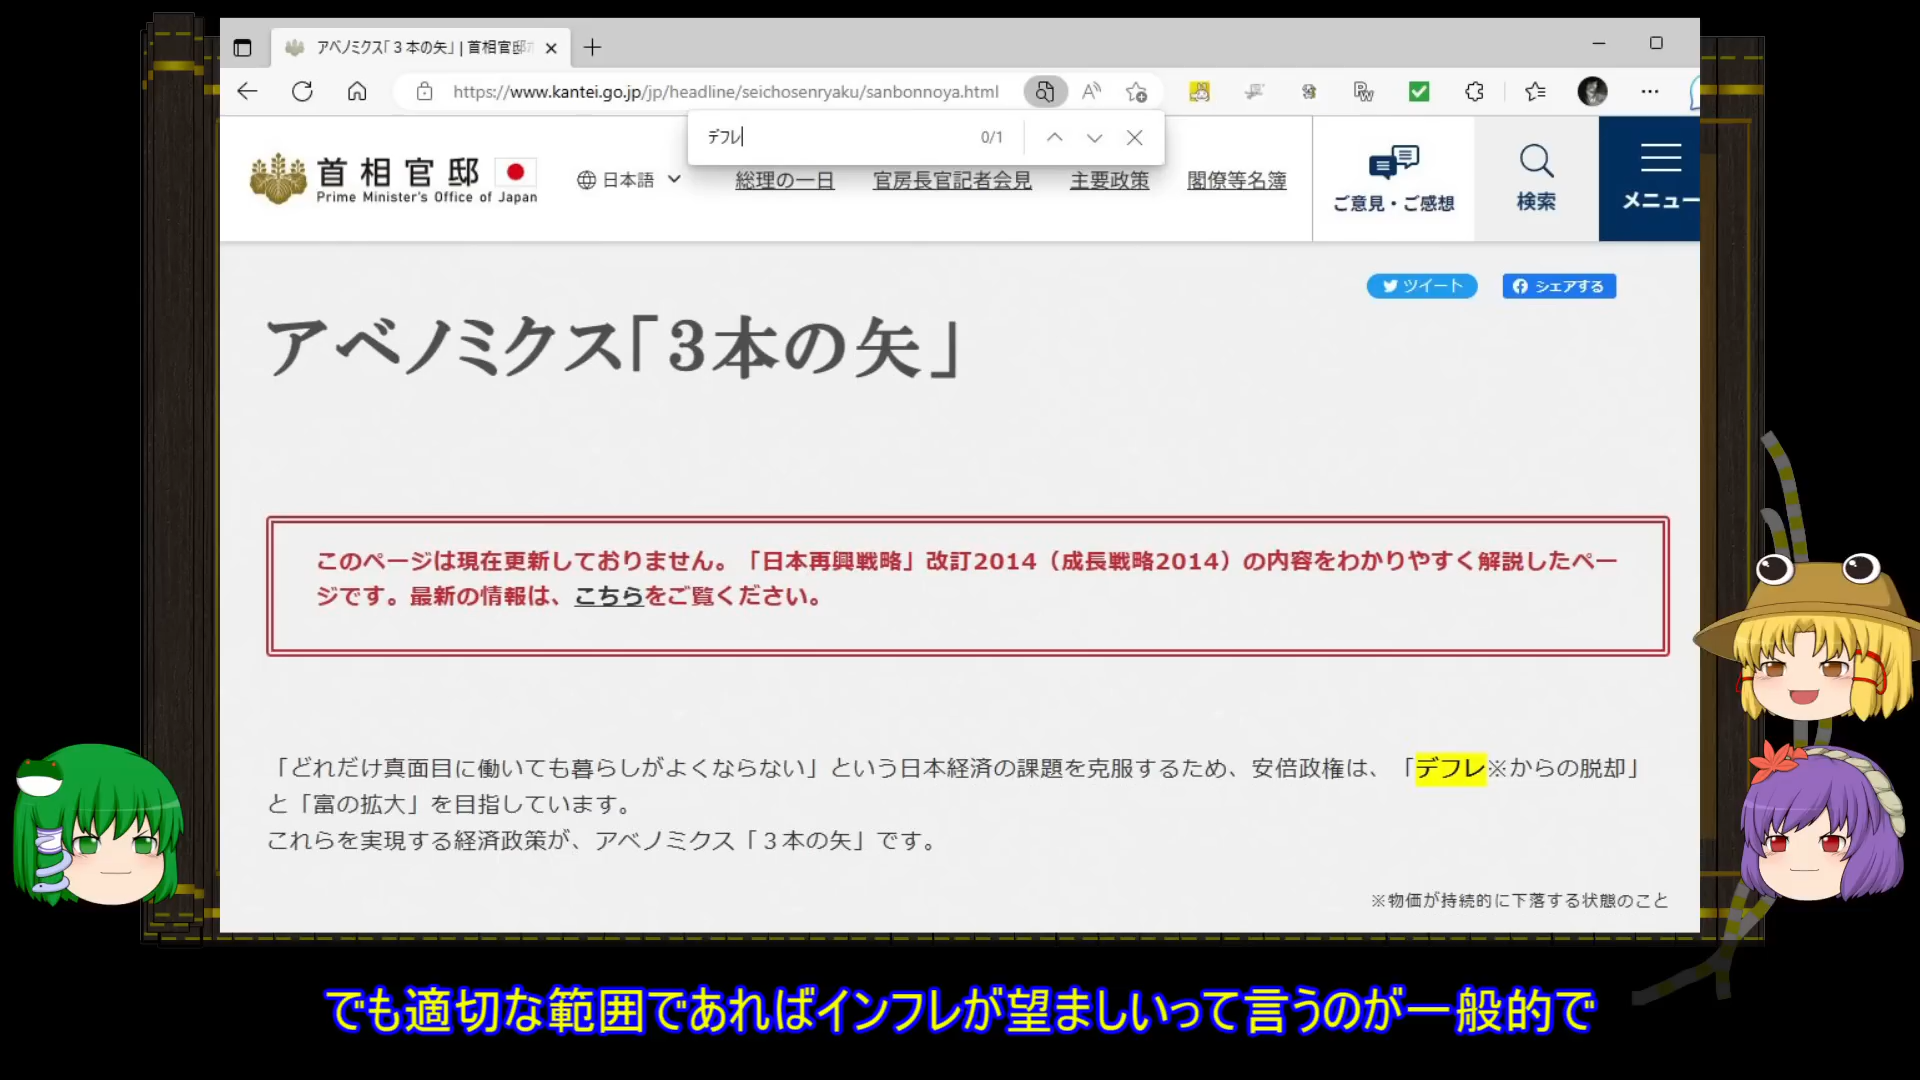 アベノミクス「３本の矢」 | 首相官邸ホ
https://www.kantei.go.jp/jp/headline/seichosenryaku/sanbonnoya.html
デフレ 0/1
首相官邸
Prime Minister's Office of Japan
日本語
総理の一日 官房長官記者会見 主要政策 閣僚等名簿
ご意見・ご感想
検索
メニュー
ツイート シェアする
アベノミクス「３本の矢」
このページは現在更新しておりません。「日本再興戦略」改訂2014（成長戦略2014）の内容をわかりやすく解説したペー
ジです。最新の情報は、こちらをご覧ください。
「どれだけ真面目に働いても暮らしがよくならない」という日本経済の課題を克服するため、安倍政権は、「デフレ※からの脱却」
と「富の拡大」を目指しています。
これらを実現する経済政策が、アベノミクス「３本の矢」です。
※物価が持続的に下落する状態のこと
でも適切な範囲であればインフレが望ましいって言うのが一般的で